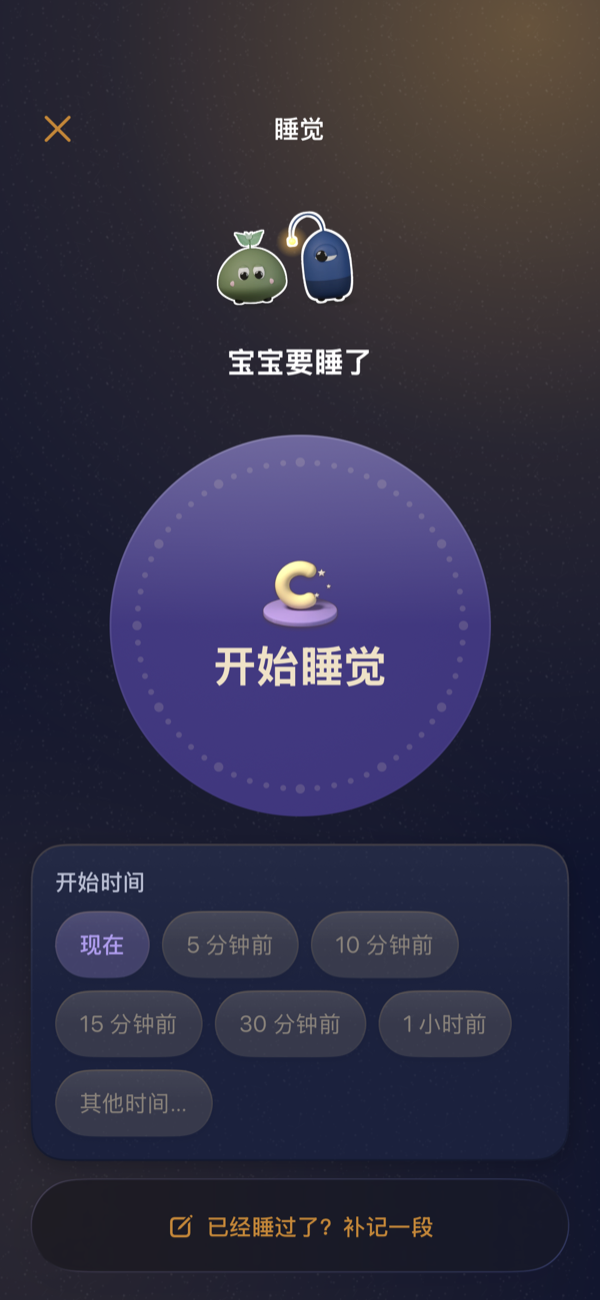 睡觉
宝宝要睡了
开始睡觉
开始时间
现在 5 分钟前 10 分钟前
15 分钟前 30 分钟前 1 小时前
其他时间...
已经睡过了？补记一段